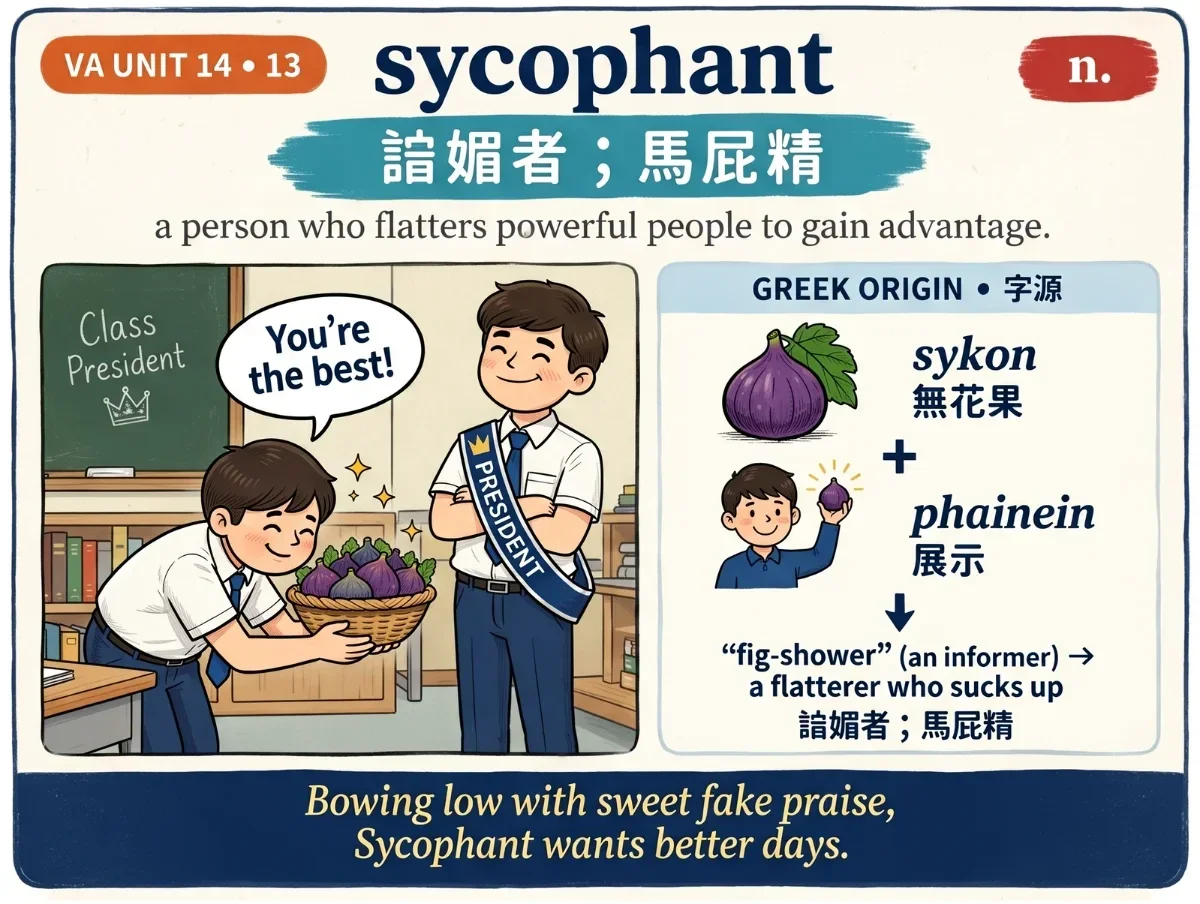 VA UNIT 14 • 13
sycophant
n.
諂媚者；馬屁精
a person who flatters powerful people to gain advantage.
Class
President
You’re
the best!
PRESIDENT
GREEK ORIGIN • 字源
sykon
無花果
+
phainein
展示
“fig-shower” (an informer) →
a flatterer who sucks up
諂媚者；馬屁精
Bowing low with sweet fake praise,
Sycophant wants better days.